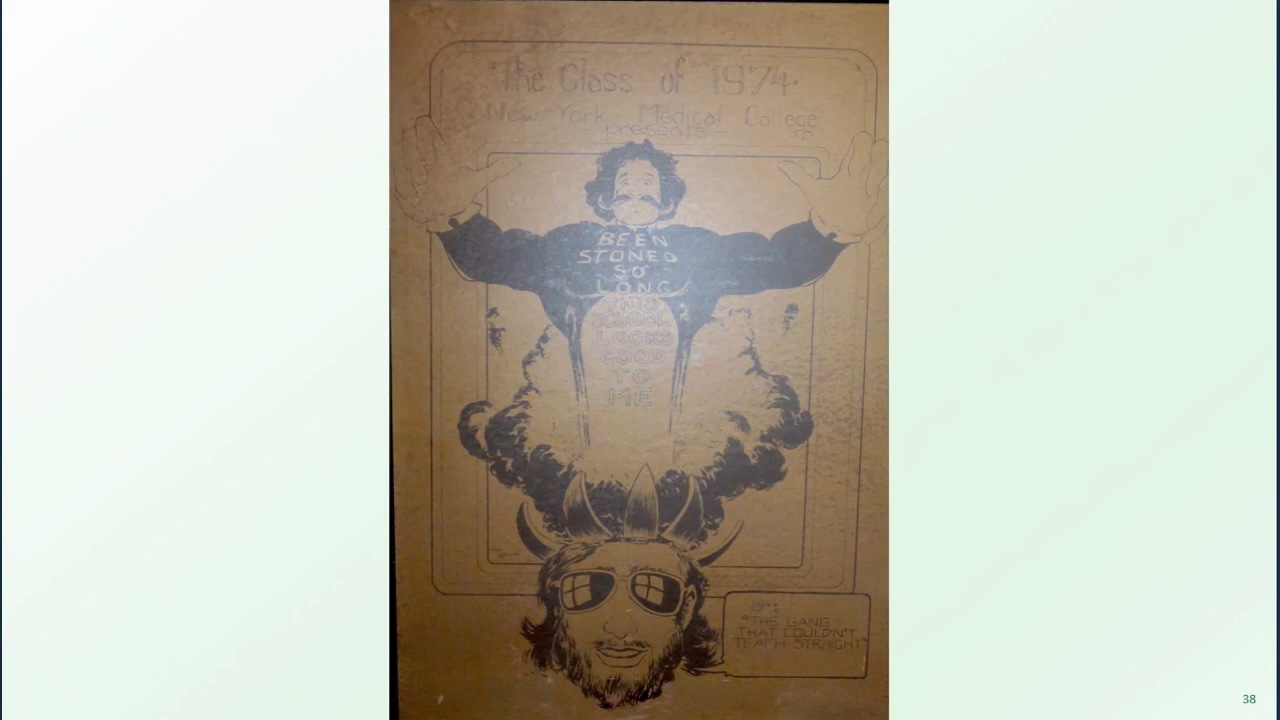 The Class of 1974
New York Medical College
— presents —
BEEN
STONED
SO
LONG
THIS
SCHOOL
LOOKS
GOOD
TO
ME
or:
"THE GANG
THAT COULDN'T
TEACH STRAIGHT"
38